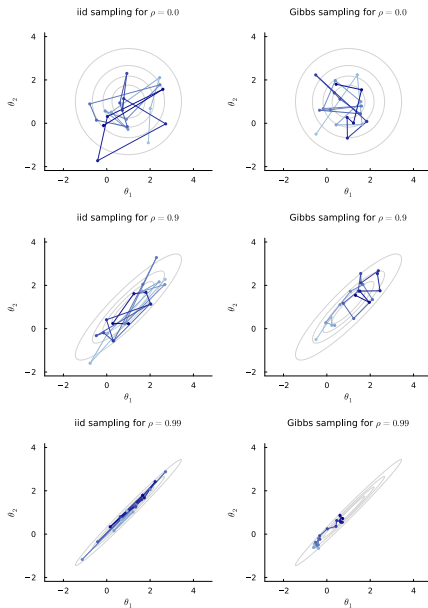 iid sampling for ρ = 0.0
Gibbs sampling for ρ = 0.0
4
2
0
−2
−2
0
2
4
θ₂
θ₁
4
2
0
−2
−2
0
2
4
θ₂
θ₁
iid sampling for ρ = 0.9
Gibbs sampling for ρ = 0.9
4
2
0
−2
−2
0
2
4
θ₂
θ₁
4
2
0
−2
−2
0
2
4
θ₂
θ₁
iid sampling for ρ = 0.99
Gibbs sampling for ρ = 0.99
4
2
0
−2
−2
0
2
4
θ₂
θ₁
4
2
0
−2
−2
0
2
4
θ₂
θ₁